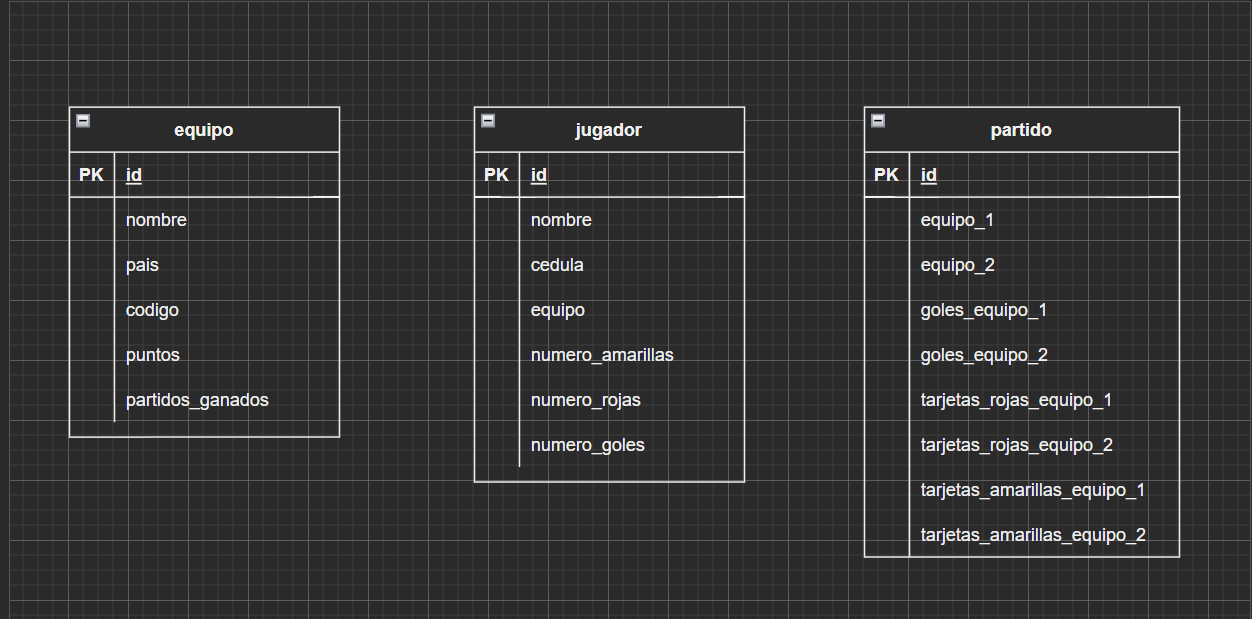 equipo
PK id
nombre
pais
codigo
puntos
partidos_ganados
jugador
PK id
nombre
cedula
equipo
numero_amarillas
numero_rojas
numero_goles
partido
PK id
equipo_1
equipo_2
goles_equipo_1
goles_equipo_2
tarjetas_rojas_equipo_1
tarjetas_rojas_equipo_2
tarjetas_amarillas_equipo_1
tarjetas_amarillas_equipo_2